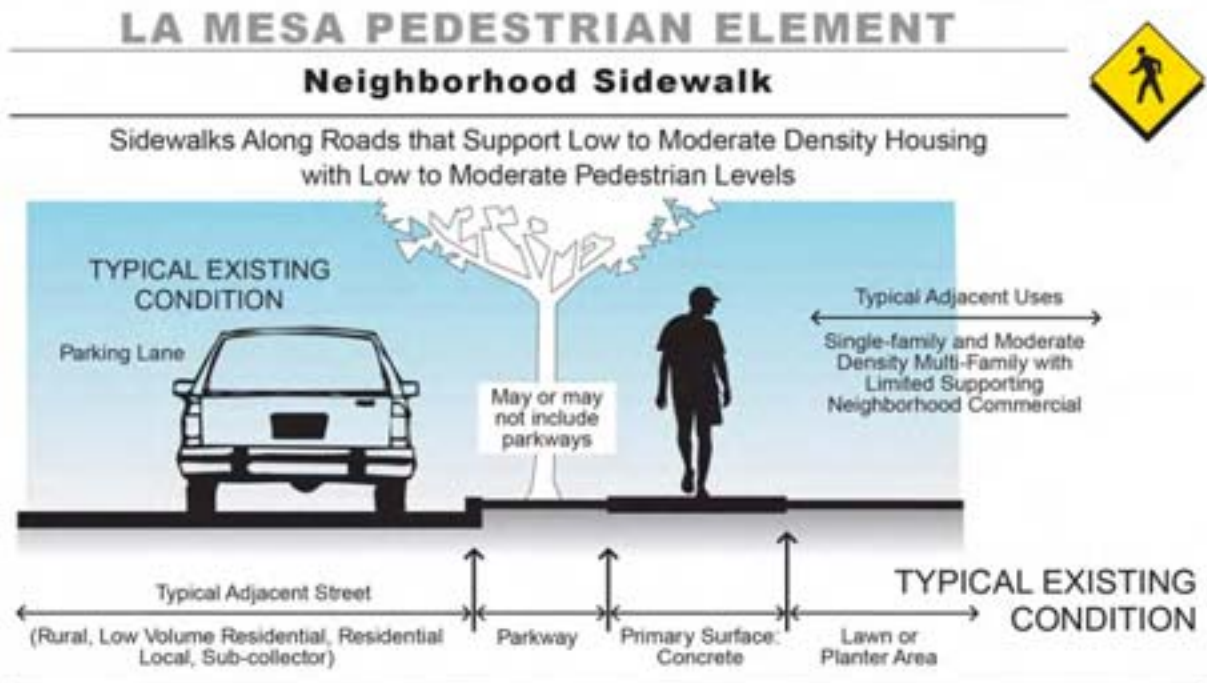 LA MESA PEDESTRIAN ELEMENT
Neighborhood Sidewalk
Sidewalks Along Roads that Support Low to Moderate Density Housing
with Low to Moderate Pedestrian Levels
TYPICAL EXISTING
CONDITION
Parking Lane
May or may
not include
parkways
Typical Adjacent Uses
Single-family and Moderate
Density Multi-Family with
Limited Supporting
Neighborhood Commercial
Typical Adjacent Street
(Rural, Low Volume Residential, Residential
Local, Sub-collector)
Parkway
Primary Surface:
Concrete
Lawn or
Planter Area
TYPICAL EXISTING
CONDITION